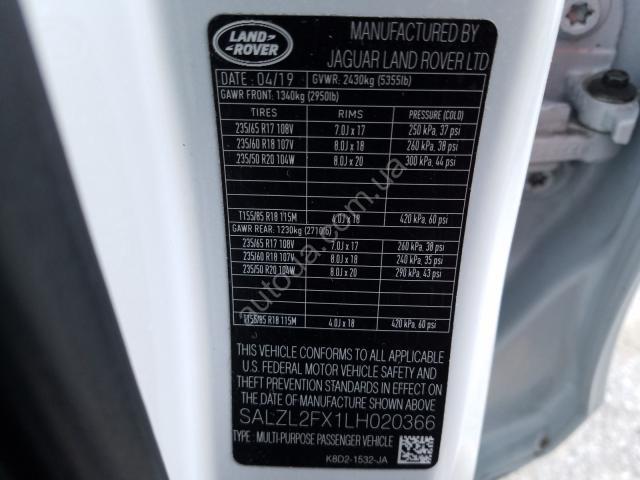 LAND
ROVER
MANUFACTURED BY
JAGUAR LAND ROVER LTD
DATE: 04/19 GVWR: 2430kg (5355lb)
GAWR FRONT: 1340kg (2950lb)
TIRES RIMS PRESSURE (COLD)
235/65 R17 108V 7.0J x 17 250 kPa, 37 psi
235/60 R18 107V 8.0J x 18 260 kPa, 38 psi
235/50 R20 104W 8.0J x 20 300 kPa, 44 psi
T155/85 R18 115M 4.0J x 18 420 kPa, 60 psi
GAWR REAR: 1230kg (2710lb)
235/65 R17 108V 7.0J x 17 260 kPa, 38 psi
235/60 R18 107V 8.0J x 18 240 kPa, 35 psi
235/50 R20 104W 8.0J x 20 290 kPa, 43 psi
T155/85 R18 115M 4.0J x 18 420 kPa, 60 psi
THIS VEHICLE CONFORMS TO ALL APPLICABLE
U.S. FEDERAL MOTOR VEHICLE SAFETY AND
THEFT PREVENTION STANDARDS IN EFFECT ON
THE DATE OF MANUFACTURE SHOWN ABOVE
SALZL2FX1LH020366
TYPE: MULTI-PURPOSE PASSENGER VEHICLE
K8D2-1532-JA
autoua.com.ua